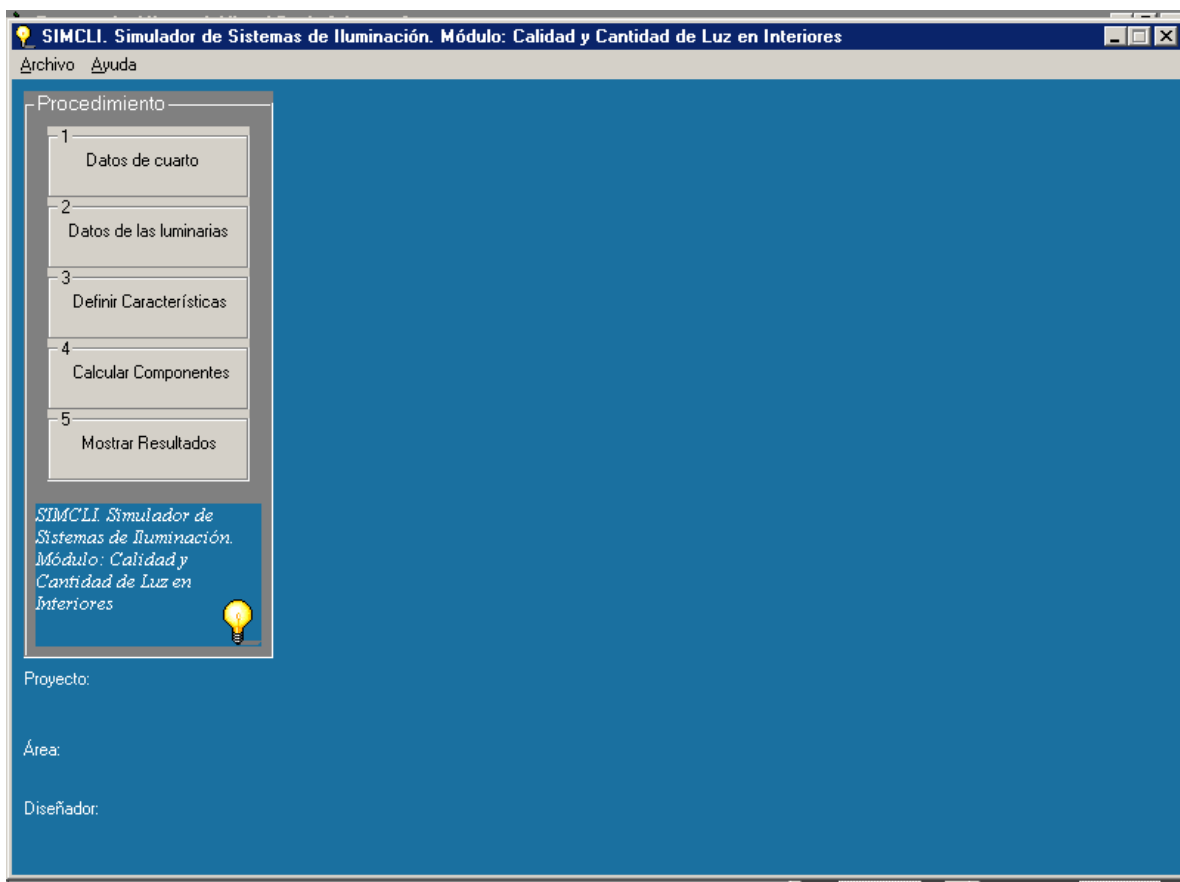 SIMCLI. Simulador de Sistemas de Iluminación. Módulo: Calidad y Cantidad de Luz en Interiores
Archivo Ayuda
Procedimiento
1
Datos de cuarto
2
Datos de las luminarias
3
Definir Características
4
Calcular Componentes
5
Mostrar Resultados
SIMCLI. Simulador de
Sistemas de Iluminación.
Módulo: Calidad y
Cantidad de Luz en
Interiores
Proyecto:
Área:
Diseñador: